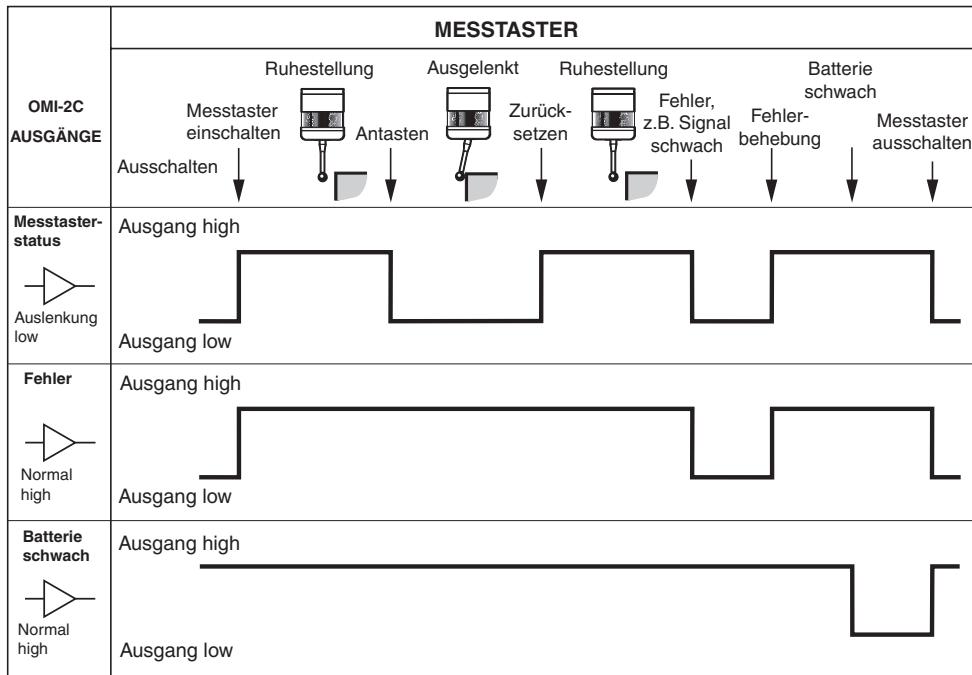 MESSTASTER
OMI-2C
AUSGÄNGE
Ausschalten
Messtaster
einschalten
Ruhestellung
Antasten
Ausgelenkt
Zurück-
setzen
Ruhestellung
Fehler,
z.B. Signal
schwach
Fehler-
behebung
Batterie
schwach
Messtaster
ausschalten
Messtaster-
status
Auslenkung
low
Ausgang high
Ausgang low
Fehler
Normal
high
Ausgang high
Ausgang low
Batterie
schwach
Normal
high
Ausgang high
Ausgang low